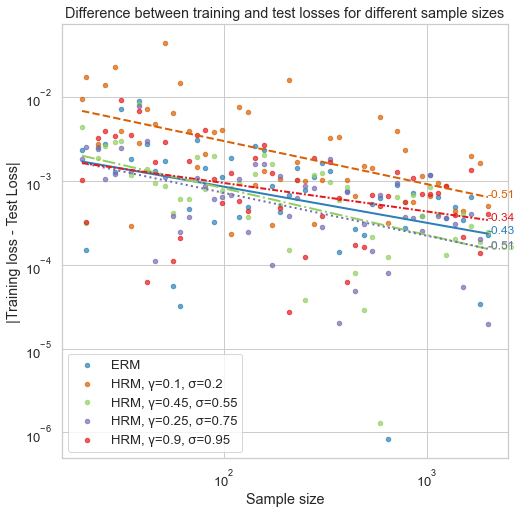 Difference between training and test losses for different sample sizes
|Training loss - Test Loss|
10⁻²
10⁻³
10⁻⁴
10⁻⁵
10⁻⁶
-0.51
-0.34
-0.43
-0.51
ERM
HRM, γ=0.1, σ=0.2
HRM, γ=0.45, σ=0.55
HRM, γ=0.25, σ=0.75
HRM, γ=0.9, σ=0.95
10²
10³
Sample size